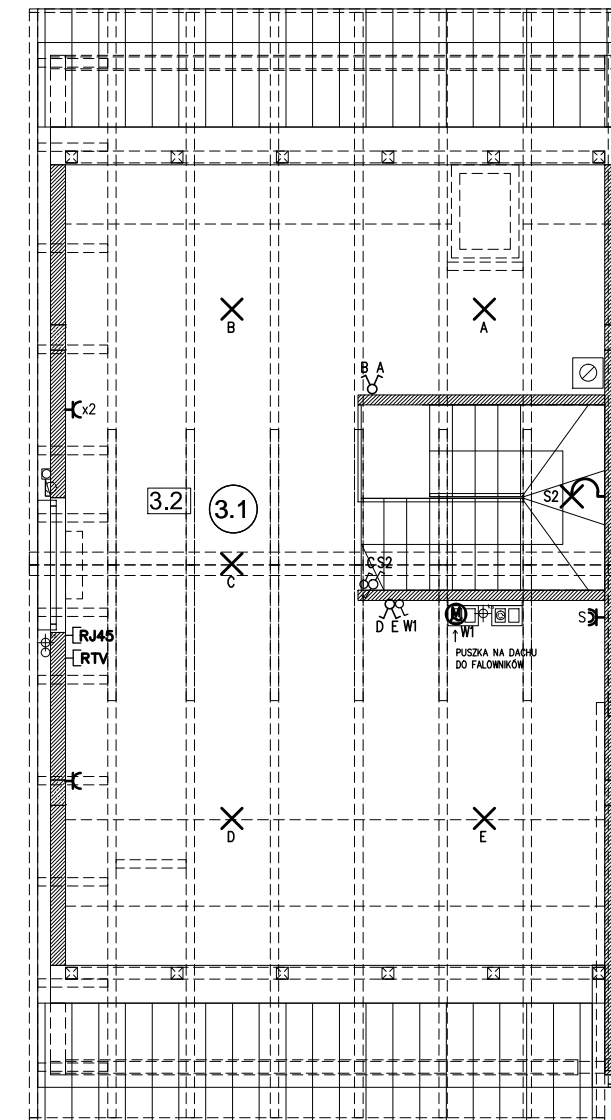 B
A
B A
x2
3.2
3.1
S2
C
C S2
D E W1
M
W1
S
RJ45
RTV
PUSZKA NA DACHU
DO FALOWNIKÓW
D
E